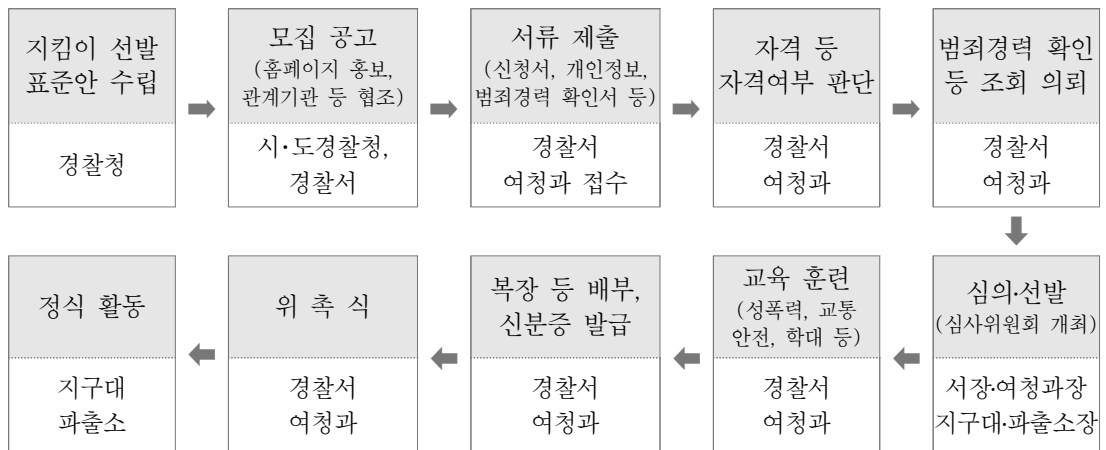 지킴이 선발
표준안 수립
경찰청
모집 공고
(홈페이지 홍보,
관계기관 등 협조)
시·도경찰청,
경찰서
서류 제출
(신청서, 개인정보,
범죄경력 확인서 등)
경찰서
여청과 접수
자격 등
자격여부 판단
경찰서
여청과
범죄경력 확인
등 조회 의뢰
경찰서
여청과
심의·선발
(심사위원회 개최)
서장·여청과장
지구대·파출소장
교육 훈련
(성폭력, 교통
안전, 학대 등)
경찰서
여청과
복장 등 배부,
신분증 발급
경찰서
여청과
위 촉 식
경찰서
여청과
정식 활동
지구대
파출소